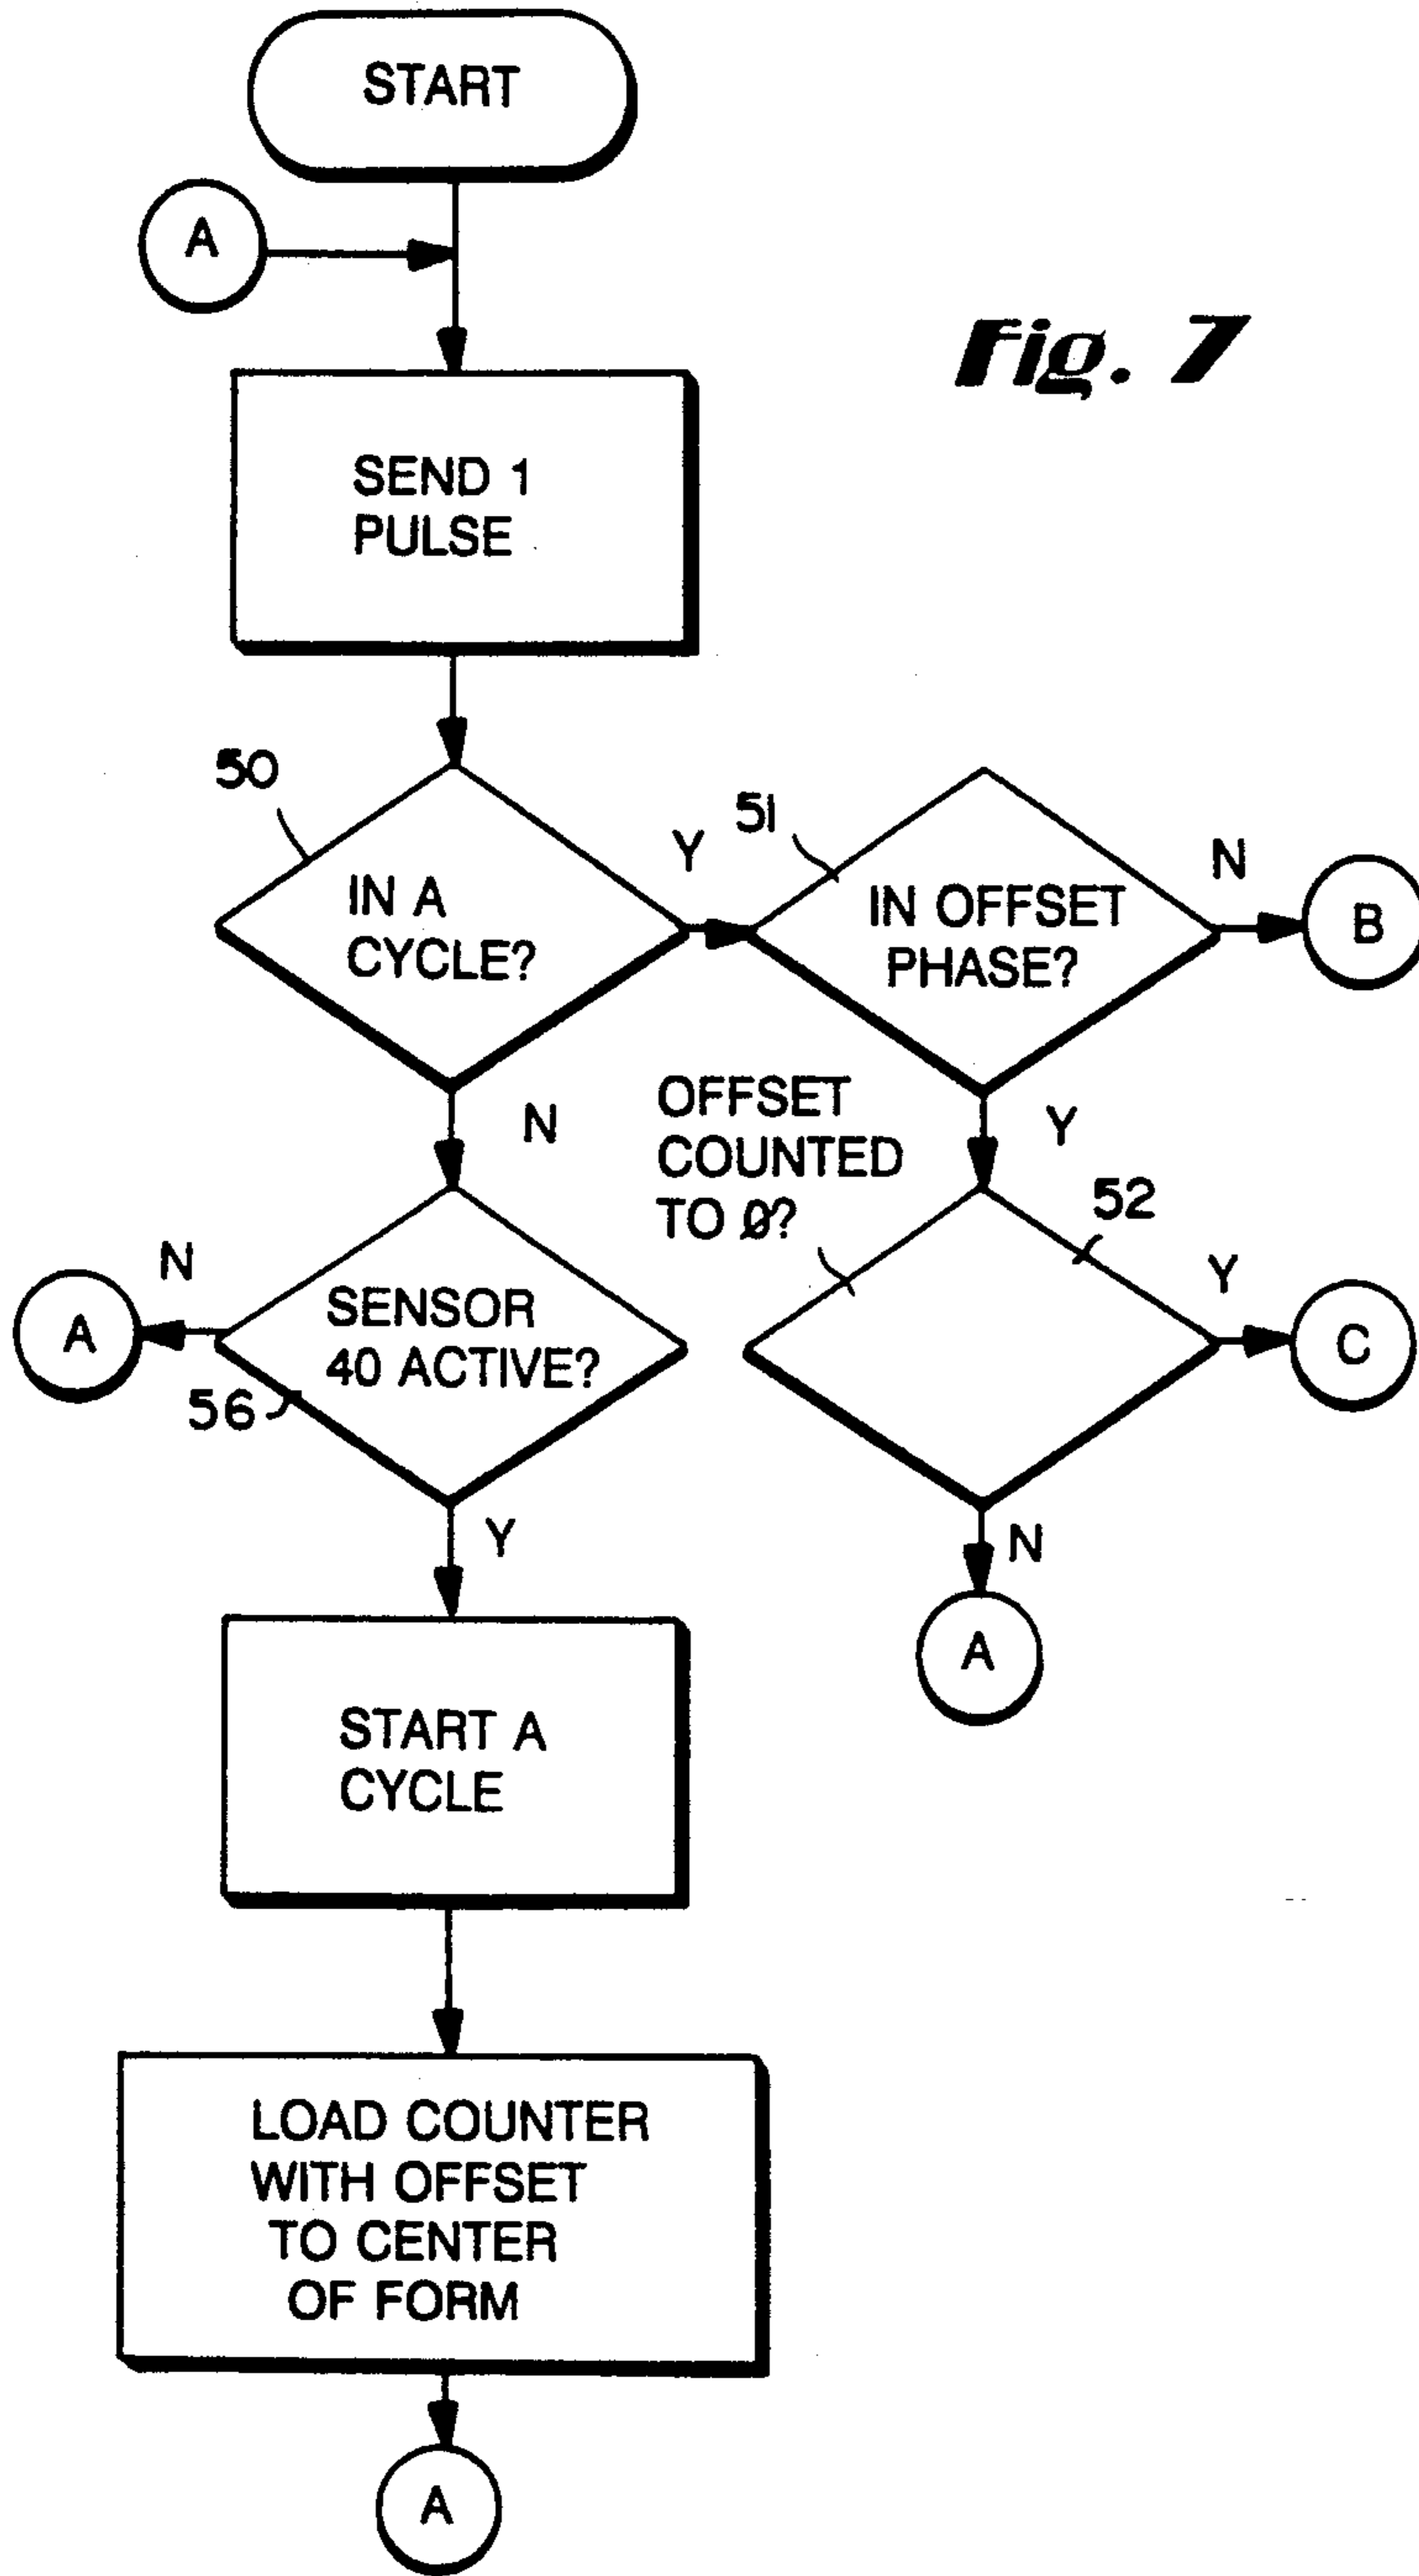 START
A
Fig. 7
SEND 1
PULSE
50
IN A
CYCLE?
Y
51
IN OFFSET
PHASE?
N
B
N
OFFSET
COUNTED
TO 0?
Y
52
Y
C
N
A
SENSOR
40 ACTIVE?
56
Y
N
A
START A
CYCLE
LOAD COUNTER
WITH OFFSET
TO CENTER
OF FORM
A